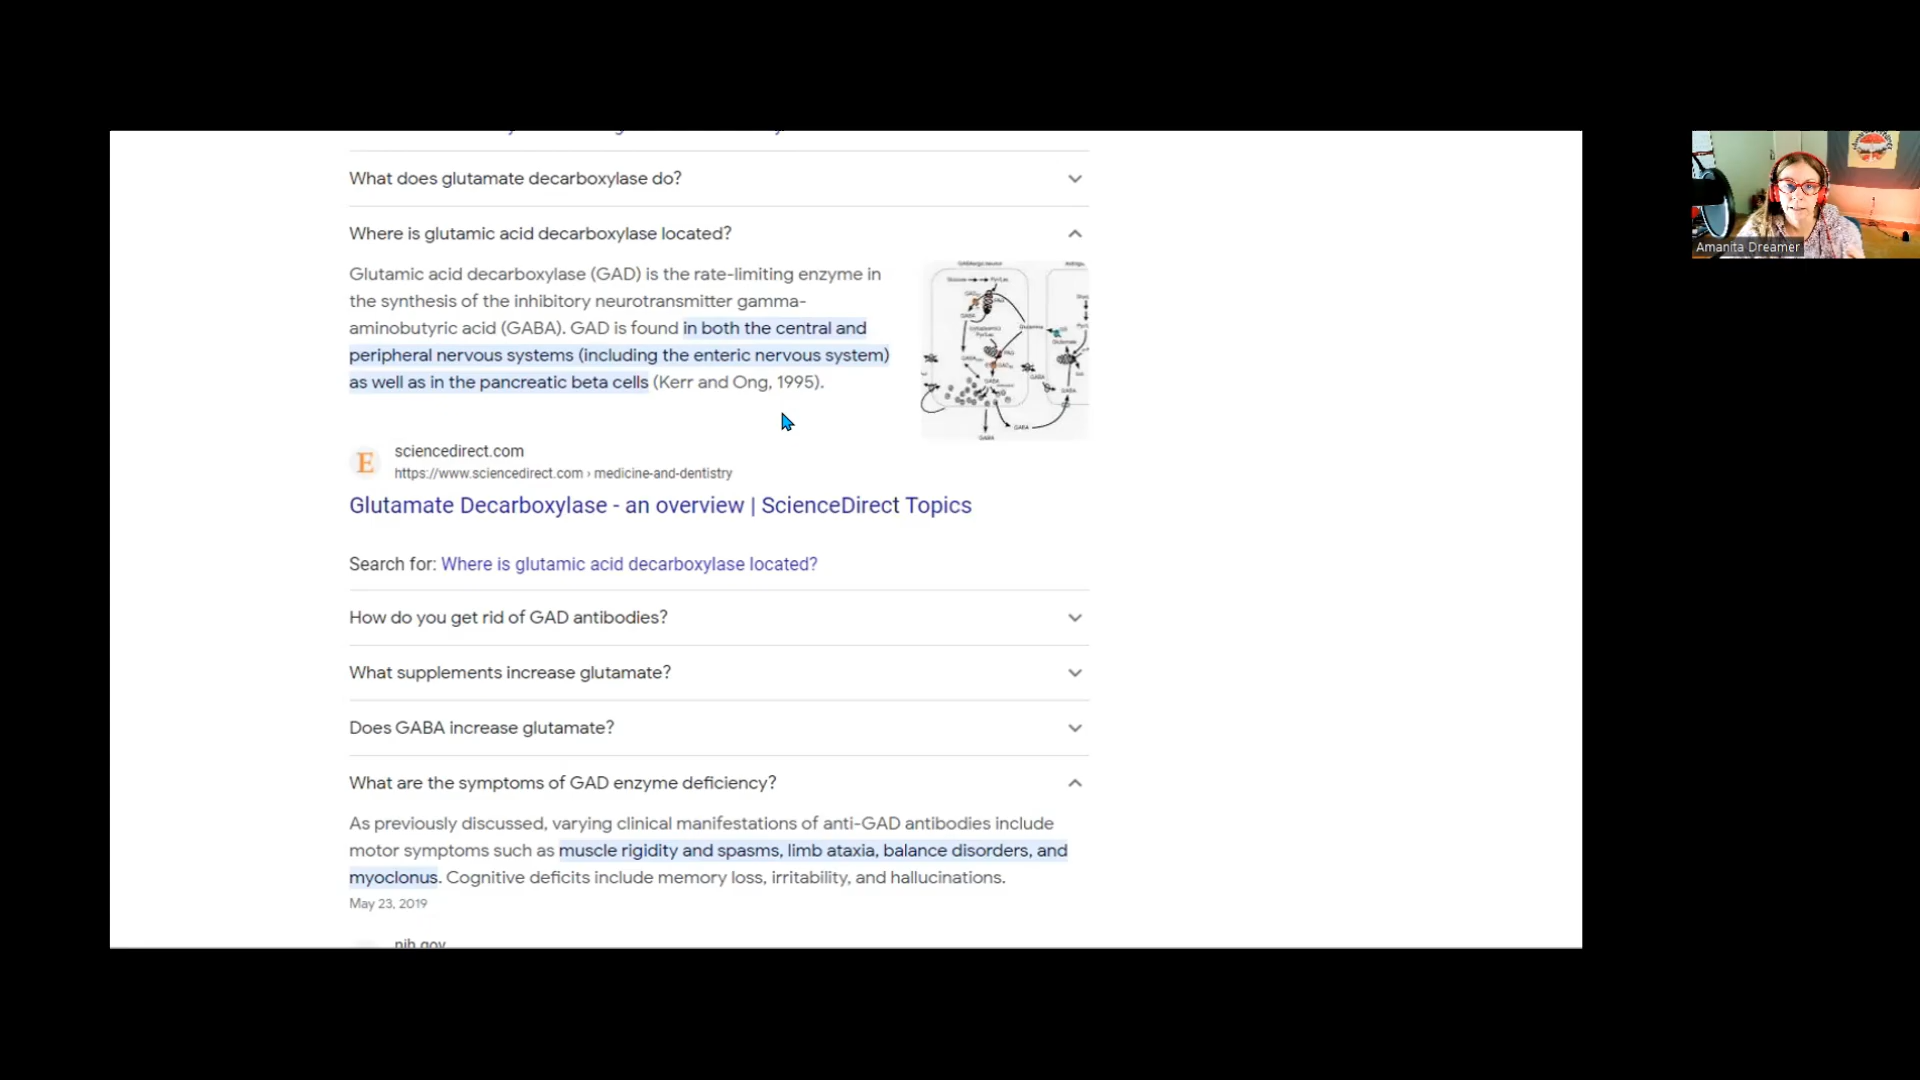 What does glutamate decarboxylase do?
Where is glutamic acid decarboxylase located?
Glutamic acid decarboxylase (GAD) is the rate-limiting enzyme in
the synthesis of the inhibitory neurotransmitter gamma-
aminobutyric acid (GABA). GAD is found in both the central and
peripheral nervous systems (including the enteric nervous system)
as well as in the pancreatic beta cells (Kerr and Ong, 1995).
E
sciencedirect.com
https://www.sciencedirect.com › medicine-and-dentistry
Glutamate Decarboxylase - an overview | ScienceDirect Topics
Search for: Where is glutamic acid decarboxylase located?
How do you get rid of GAD antibodies?
What supplements increase glutamate?
Does GABA increase glutamate?
What are the symptoms of GAD enzyme deficiency?
As previously discussed, varying clinical manifestations of anti-GAD antibodies include
motor symptoms such as muscle rigidity and spasms, limb ataxia, balance disorders, and
myoclonus. Cognitive deficits include memory loss, irritability, and hallucinations.
May 23, 2019
nih.gov
Amanita Dreamer